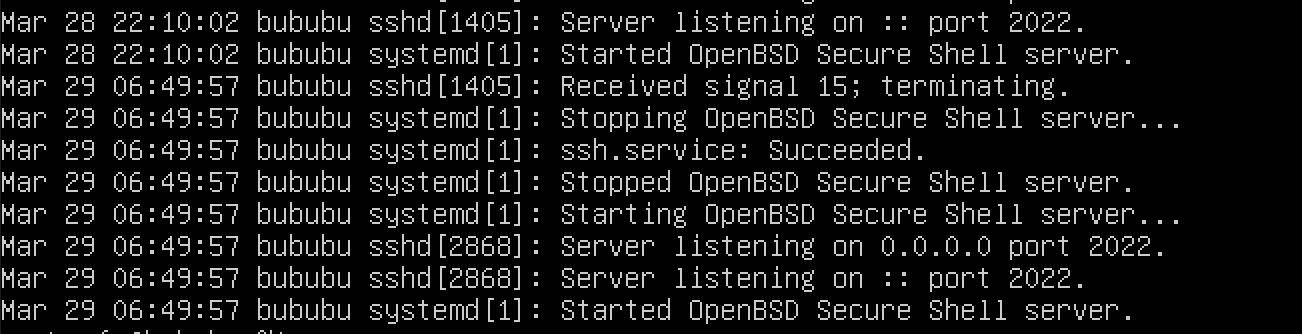 Mar 28 22:10:02 bububu sshd[1405]: Server listening on :: port 2022.
Mar 28 22:10:02 bububu systemd[1]: Started OpenBSD Secure Shell server.
Mar 29 06:49:57 bububu sshd[1405]: Received signal 15; terminating.
Mar 29 06:49:57 bububu systemd[1]: Stopping OpenBSD Secure Shell server...
Mar 29 06:49:57 bububu systemd[1]: ssh.service: Succeeded.
Mar 29 06:49:57 bububu systemd[1]: Stopped OpenBSD Secure Shell server.
Mar 29 06:49:57 bububu systemd[1]: Starting OpenBSD Secure Shell server...
Mar 29 06:49:57 bububu sshd[2868]: Server listening on 0.0.0.0 port 2022.
Mar 29 06:49:57 bububu sshd[2868]: Server listening on :: port 2022.
Mar 29 06:49:57 bububu systemd[1]: Started OpenBSD Secure Shell server.